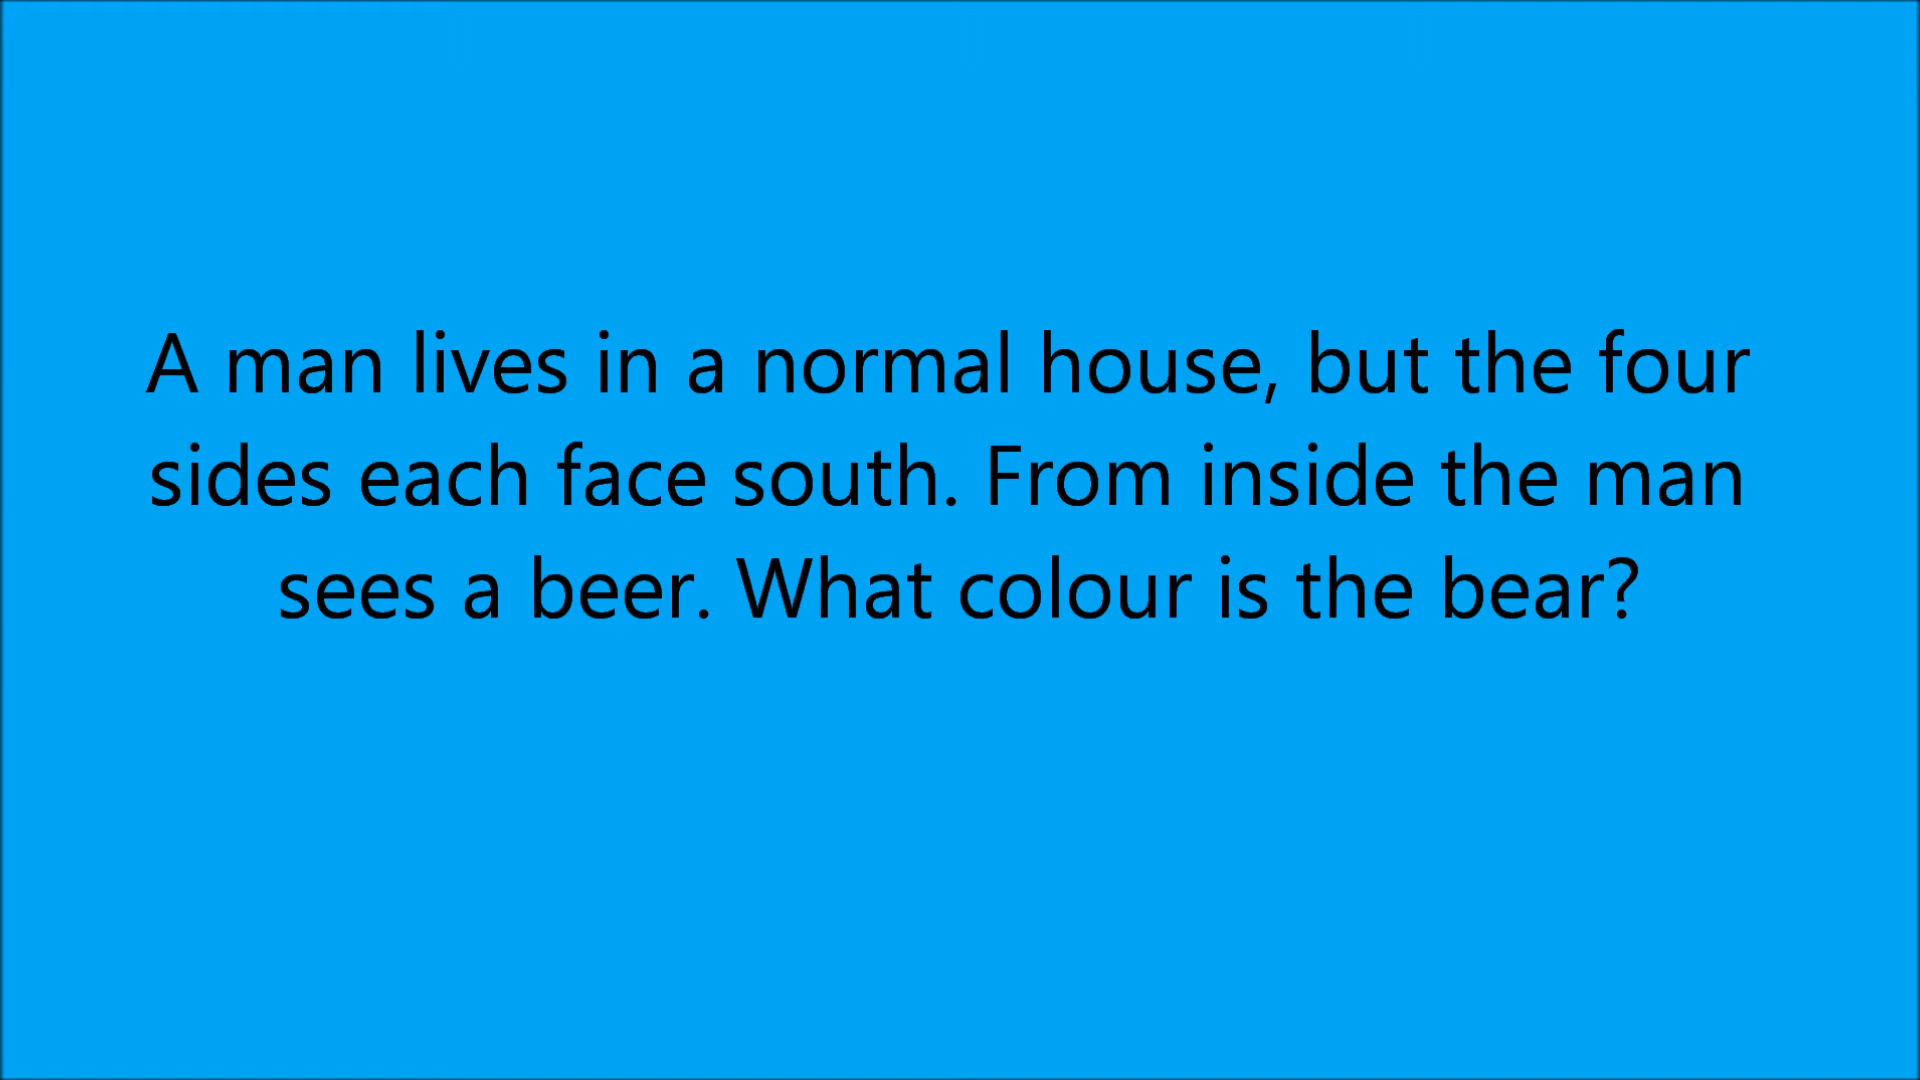 A man lives in a normal house, but the four
sides each face south. From inside the man
sees a beer. What colour is the bear?